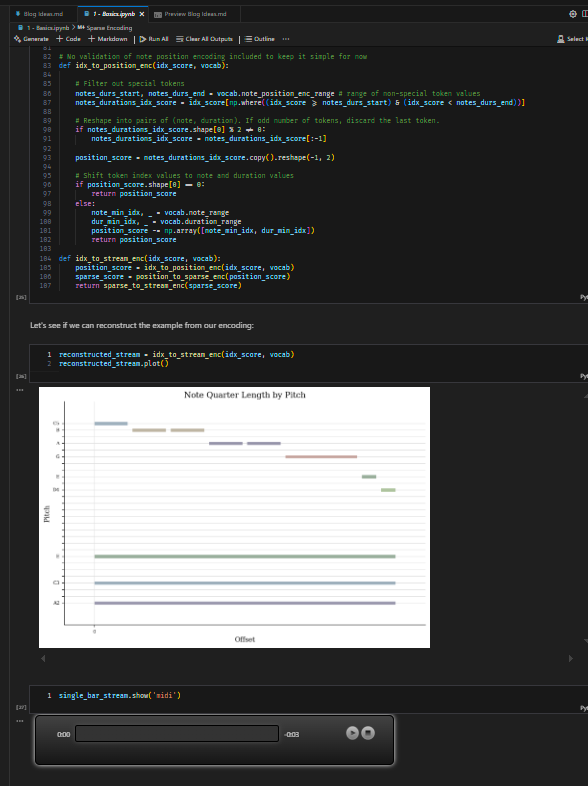 Blog Ideas.md
1 - Basics.ipynb
Preview Blog Ideas.md
1 - Basics.ipynb > M↓ Sparse Encoding
Generate + Code + Markdown | Run All Clear All Outputs | Outline ... Select K
81
82 # No validation of note position encoding included to keep it simple for now
83 def idx_to_position_enc(idx_score, vocab):
84
85 # Filter out special tokens
86 notes_durs_start, notes_durs_end = vocab.note_position_enc_range # range of non-special token values
87 notes_durations_idx_score = idx_score[np.where((idx_score ≥ notes_durs_start) & (idx_score < notes_durs_end))]
88
89 # Reshape into pairs of (note, duration). If odd number of tokens, discard the last token.
90 if notes_durations_idx_score.shape[0] % 2 ≠ 0:
91 notes_durations_idx_score = notes_durations_idx_score[:-1]
92
93 position_score = notes_durations_idx_score.copy().reshape(-1, 2)
94
95 # Shift token index values to note and duration values
96 if position_score.shape[0] == 0:
97 return position_score
98 else:
99 note_min_idx, _ = vocab.note_range
100 dur_min_idx, _ = vocab.duration_range
101 position_score -= np.array([note_min_idx, dur_min_idx])
102 return position_score
103
104 def idx_to_stream_enc(idx_score, vocab):
105 position_score = idx_to_position_enc(idx_score, vocab)
106 sparse_score = position_to_sparse_enc(position_score)
107 return sparse_to_stream_enc(sparse_score)
[25] Pyt
Let's see if we can reconstruct the example from our encoding:
1 reconstructed_stream = idx_to_stream_enc(idx_score, vocab)
2 reconstructed_stream.plot()
[26] Pyt
Note Quarter Length by Pitch
B
A
G
E
E
Pitch
0
Offset
1 single_bar_stream.show('midi')
[27] Pyt
0:00 -0:03